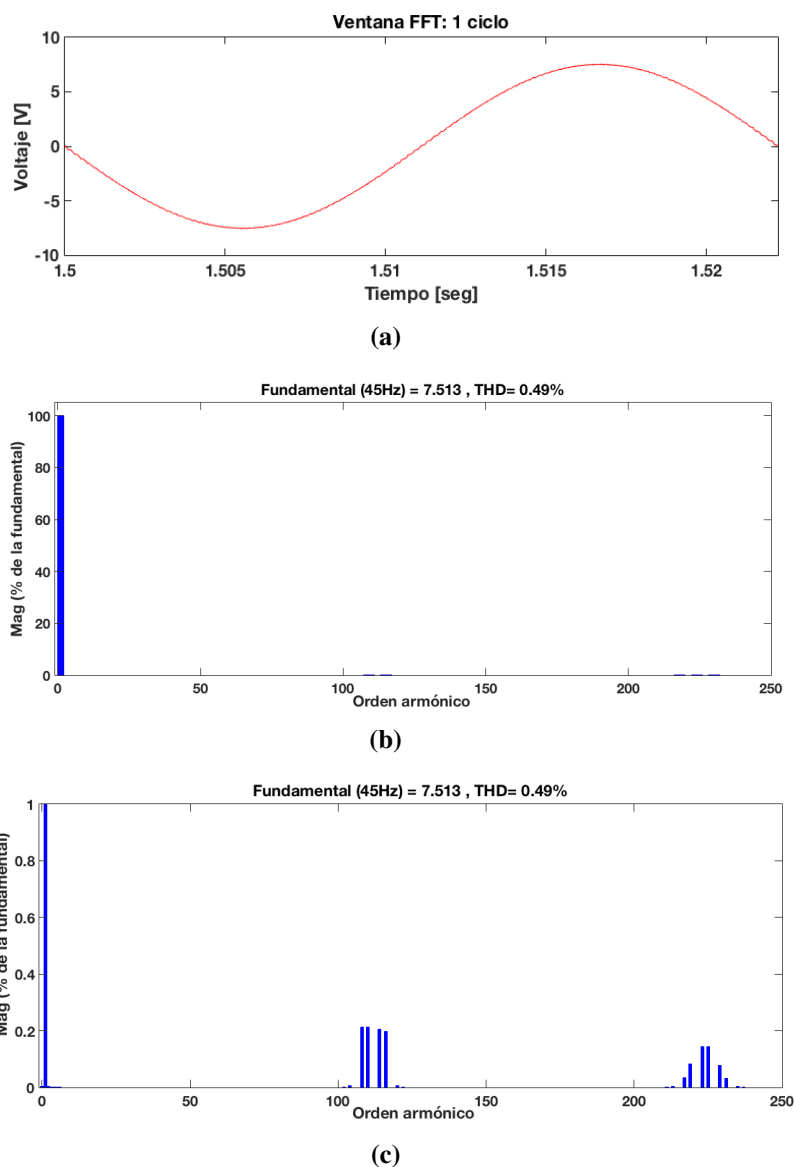 Ventana FFT: 1 ciclo
10
5
0
-5
-10
Voltaje [V]
1.5 1.505 1.51 1.515 1.52
Tiempo [seg]
(a)
Fundamental (45Hz) = 7.513 , THD= 0.49%
100
80
60
40
20
0
Mag (% de la fundamental)
0 50 100 150 200 250
Orden armónico
(b)
Fundamental (45Hz) = 7.513 , THD= 0.49%
1
0.8
0.6
0.4
0.2
0
Mag (% de la fundamental)
0 50 100 150 200 250
Orden armónico
(c)